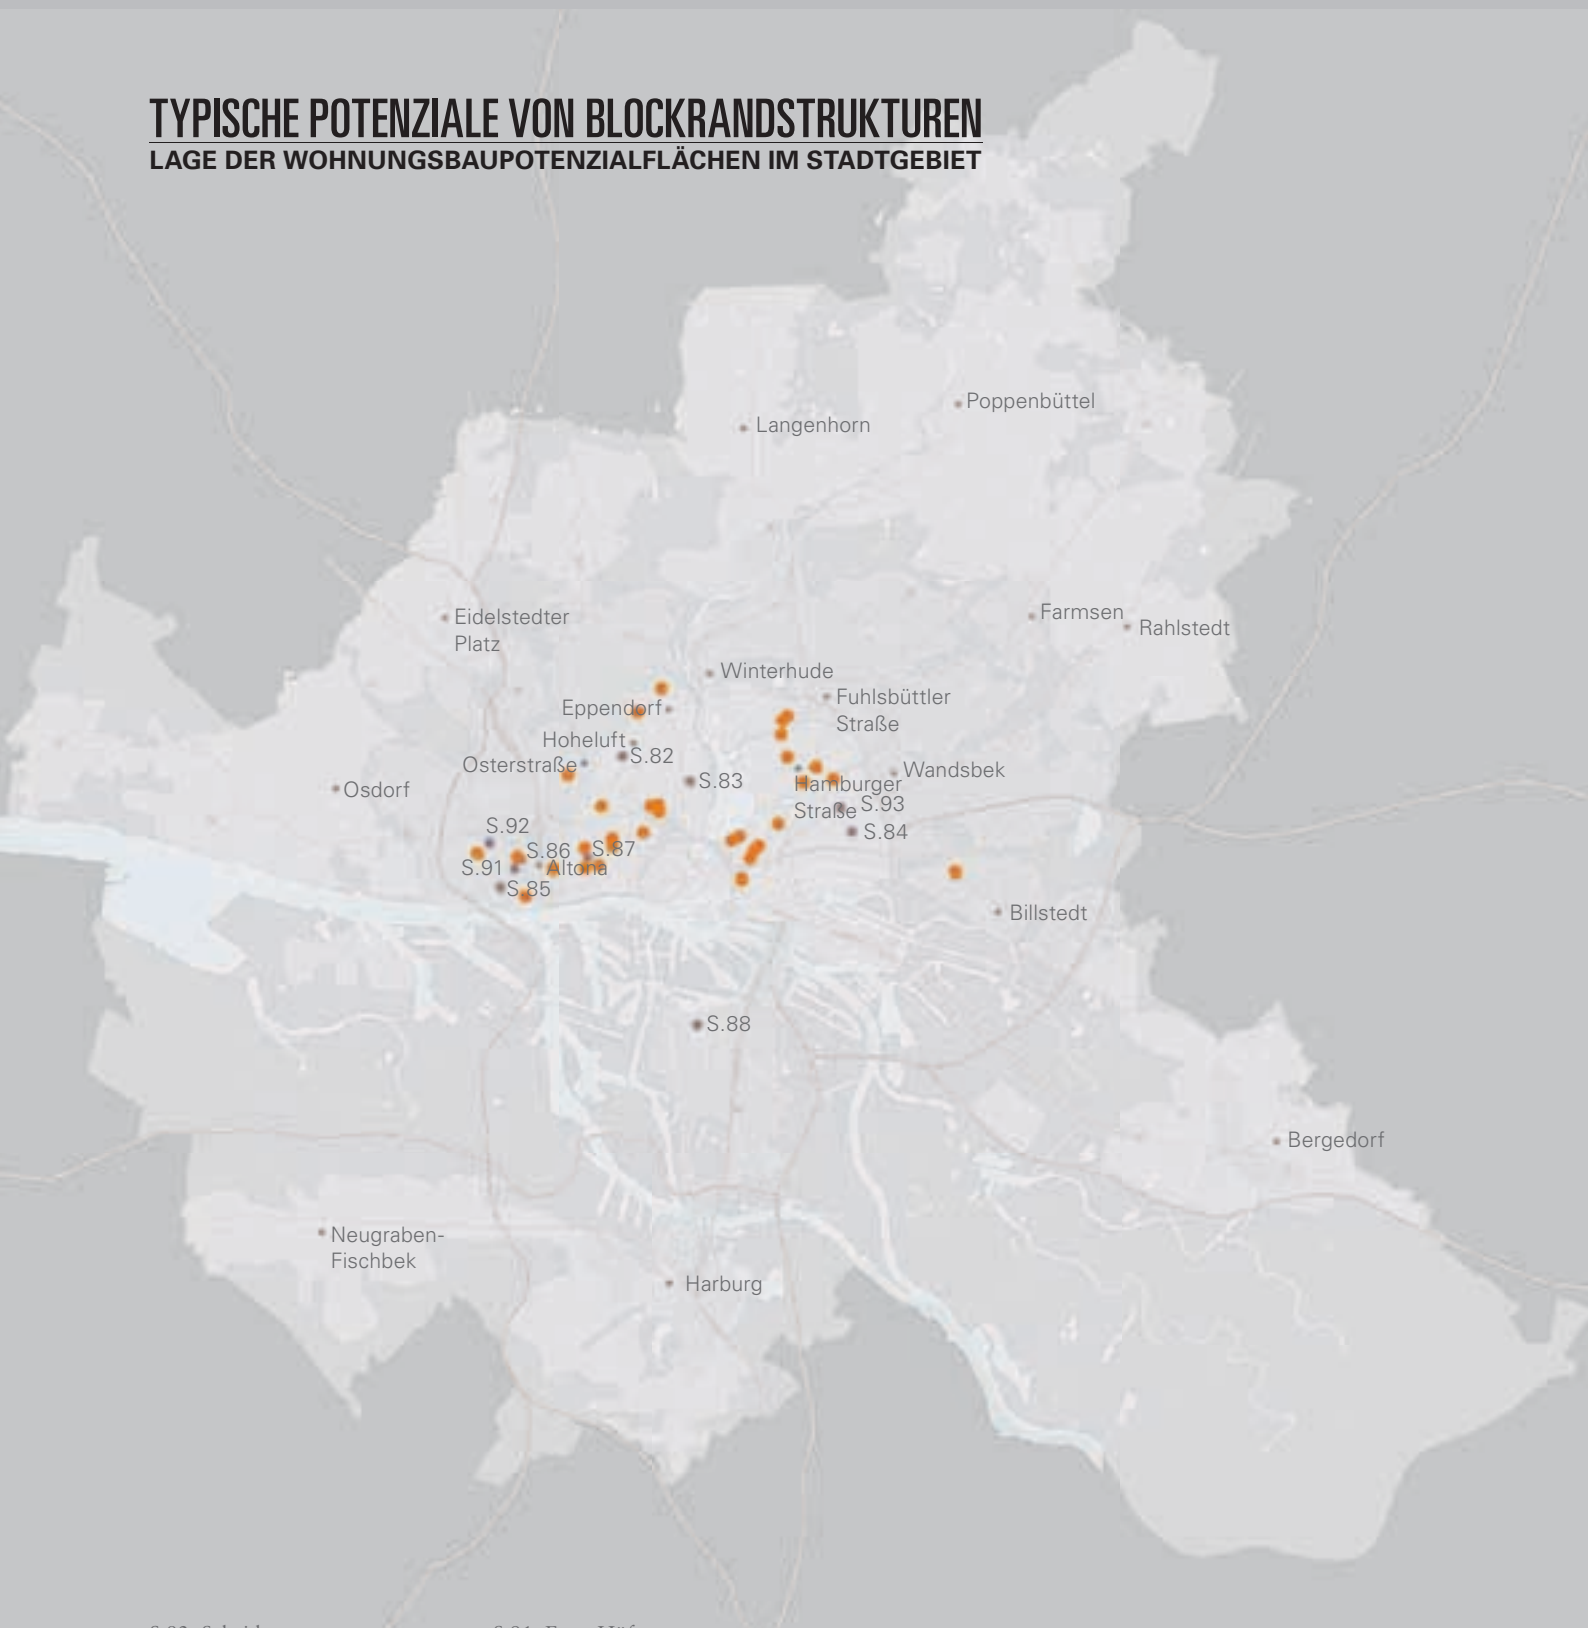 TYPISCHE POTENZIALE VON BLOCKRANDSTRUKTUREN
LAGE DER WOHNUNGSBAUPOTENZIALFLÄCHEN IM STADTGEBIET
Poppenbüttel
Langenhorn
Farmsen
Eidelstedter
Platz
Rahlstedt
Winterhude
Fuhlsbüttler
Straße
Eppendorf
Hoheluft
S.82
Osterstraße
Wandsbek
S.83
Hamburger
Straße
Osdorf
S.93
S.92
S.84
S.86
S.87
S.91
Altona
S.85
Billstedt
S.88
Bergedorf
Neugraben-
Fischbek
Harburg